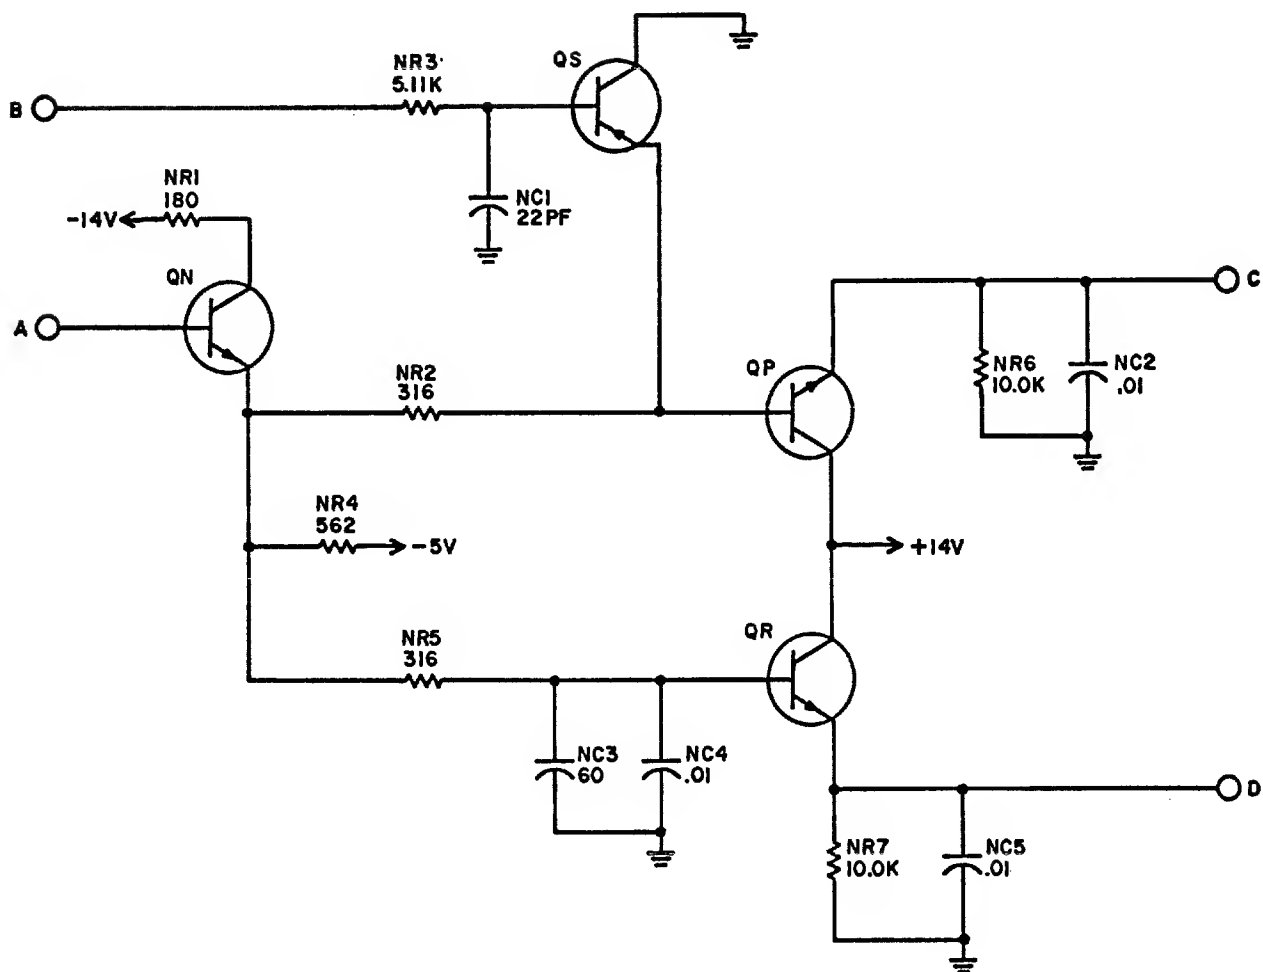 QS
NR3
5.11K
B
NR1
180
-14V
NC1
22PF
QN
A
C
NR2
316
QP
NR6
10.0K
NC2
.01
NR4
562
-5V
+14V
NR5
316
QR
NC3
60
NC4
.01
D
NR7
10.0K
NC5
.01